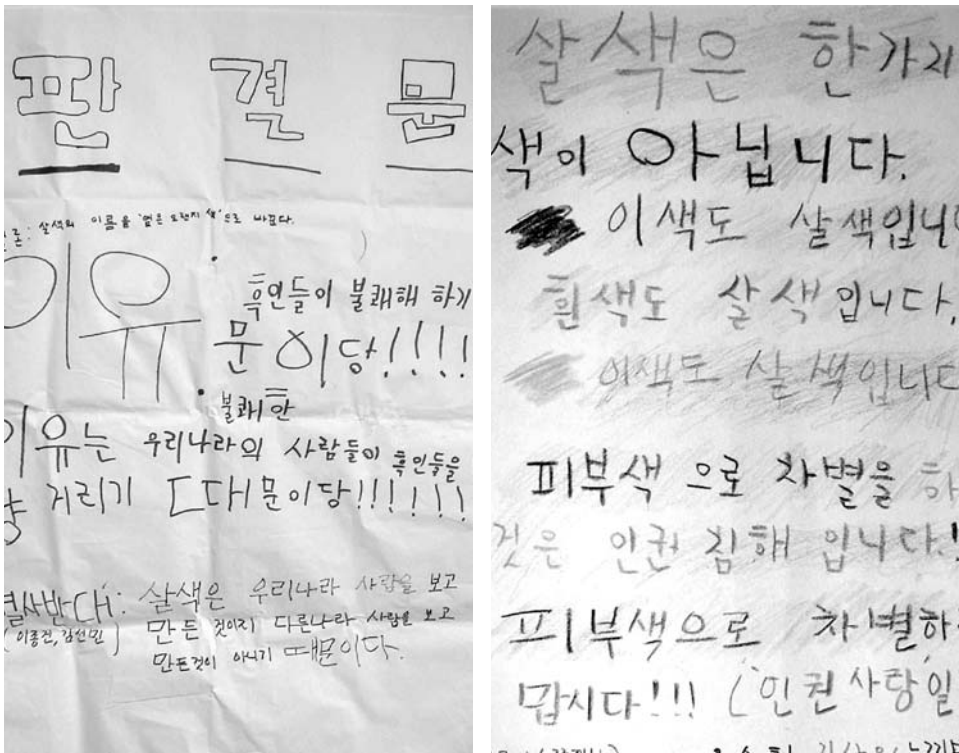 판 결 문
론: 살색의 이름을 '옅은 오렌지색'으로 바꾼다.
이유
흑인들이 불쾌해 하기
문이당!!!!
불쾌한
이유는 우리나라의 사람들이 흑인들을
거리기 때문이당!!!!!!
결사반대: 살색은 우리나라 사람을 보고
(이종건, 김선민) 만든 것이지 다른나라 사람을 보고
만든것이 아니기 때문이다.
살색은 한가지
색이 아닙니다.
이색도 살색입니
흰색도 살색입니다,
이색도 살색입니다
피부색으로 차별을 하
것은 인권 침해 입니다.!
피부색으로 차별하
맙시다!!! ("인권사랑일